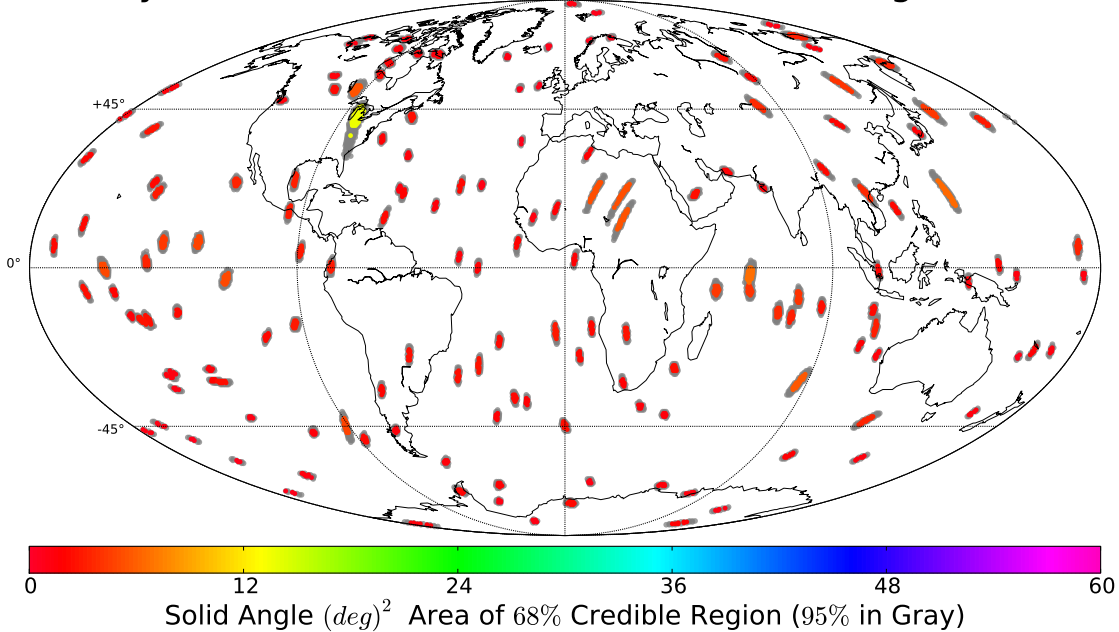 +45°
0°
-45°
0 12 24 36 48 60
Solid Angle (deg)² Area of 68% Credible Region (95% in Gray)